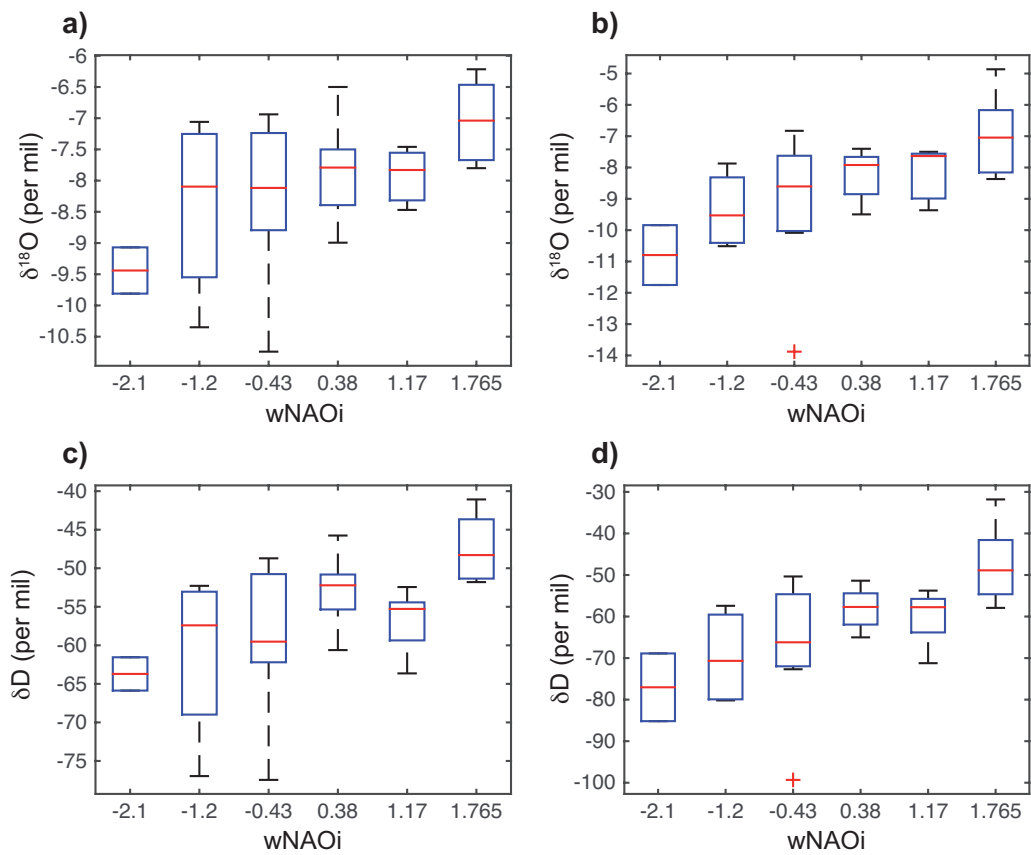 a)
-6
-6.5
-7
-7.5
-8
-8.5
-9
-9.5
-10
-10.5
δ18O (per mil)
-2.1 -1.2 -0.43 0.38 1.17 1.765
wNAOi
b)
-5
-6
-7
-8
-9
-10
-11
-12
-13
-14
δ18O (per mil)
-2.1 -1.2 -0.43 0.38 1.17 1.765
wNAOi
c)
-40
-45
-50
-55
-60
-65
-70
-75
δD (per mil)
-2.1 -1.2 -0.43 0.38 1.17 1.765
wNAOi
d)
-30
-40
-50
-60
-70
-80
-90
-100
δD (per mil)
-2.1 -1.2 -0.43 0.38 1.17 1.765
wNAOi